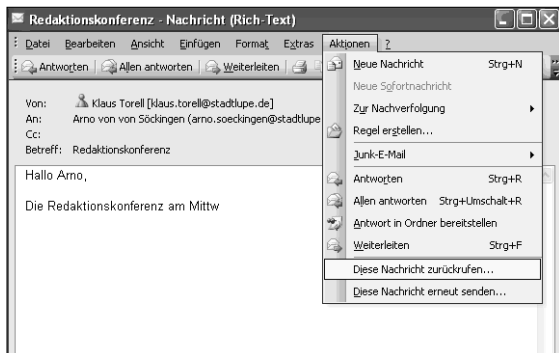 Redaktionskonferenz - Nachricht (Rich-Text)
Datei Bearbeiten Ansicht Einfügen Format Extras Aktionen ?
Antworten Allen antworten Weiterleiten
Neue Nachricht Strg+N
Neue Sofortnachricht
Zur Nachverfolgung
Regel erstellen...
Junk-E-Mail
Antworten Strg+R
Allen antworten Strg+Umschalt+R
Antwort in Ordner bereitstellen
Weiterleiten Strg+F
Diese Nachricht zurückrufen...
Diese Nachricht erneut senden...
Von: Klaus Torell [klaus.torell@stadtlupe.de]
An: Arno von von Söckingen (arno.soeckingen@stadtlupe
Cc:
Betreff: Redaktionskonferenz
Hallo Arno,
Die Redaktionskonferenz am Mittw